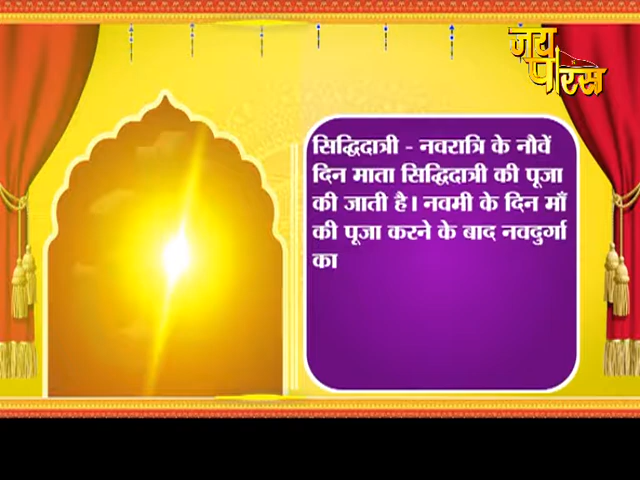 जय
पारस
सिद्धिदात्री - नवरात्रि के नौवें
दिन माता सिद्धिदात्री की पूजा
की जाती है। नवमी के दिन माँ
की पूजा करने के बाद नवदुर्गा
का